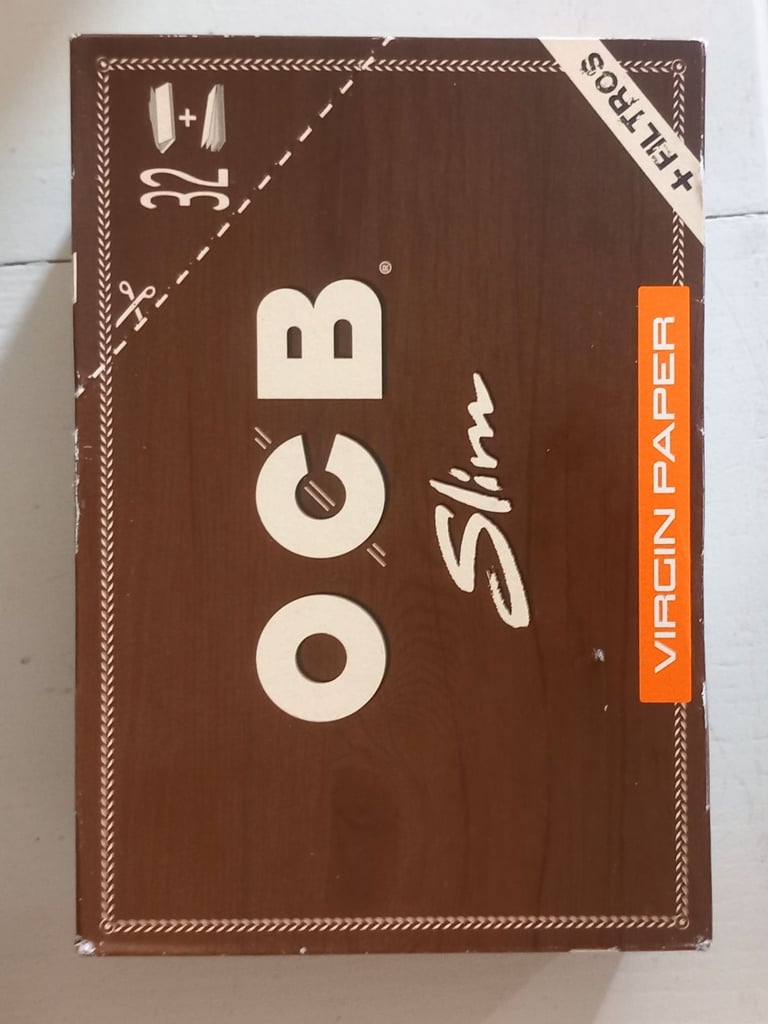 32 +
+ FILTROS
OCB®
Slim
VIRGIN PAPER